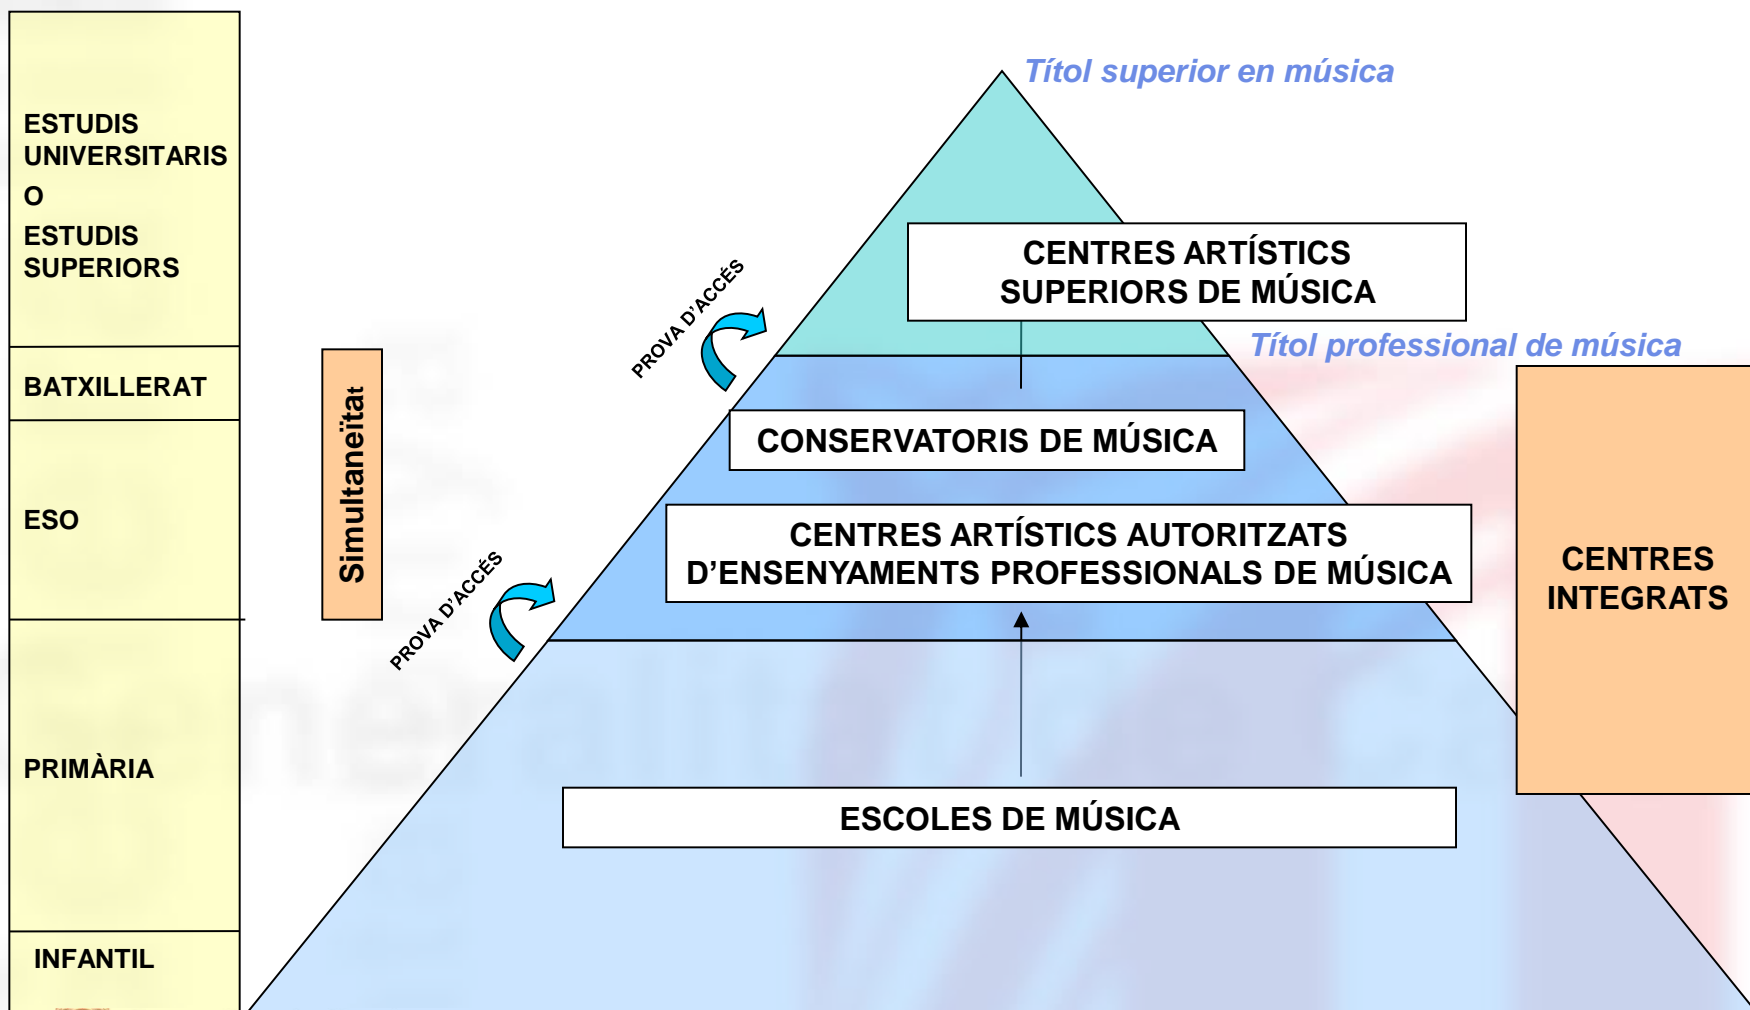 ESTUDIS
UNIVERSITARIS
O
ESTUDIS
SUPERIORS
BATXILLERAT
ESO
PRIMÀRIA
INFANTIL
Simultaneïtat
PROVA D’ACCÉS
PROVA D’ACCÉS
Títol superior en música
CENTRES ARTÍSTICS
SUPERIORS DE MÚSICA
Títol professional de música
CONSERVATORIS DE MÚSICA
CENTRES ARTÍSTICS AUTORITZATS
D’ENSENYAMENTS PROFESSIONALS DE MÚSICA
ESCOLES DE MÚSICA
CENTRES
INTEGRATS